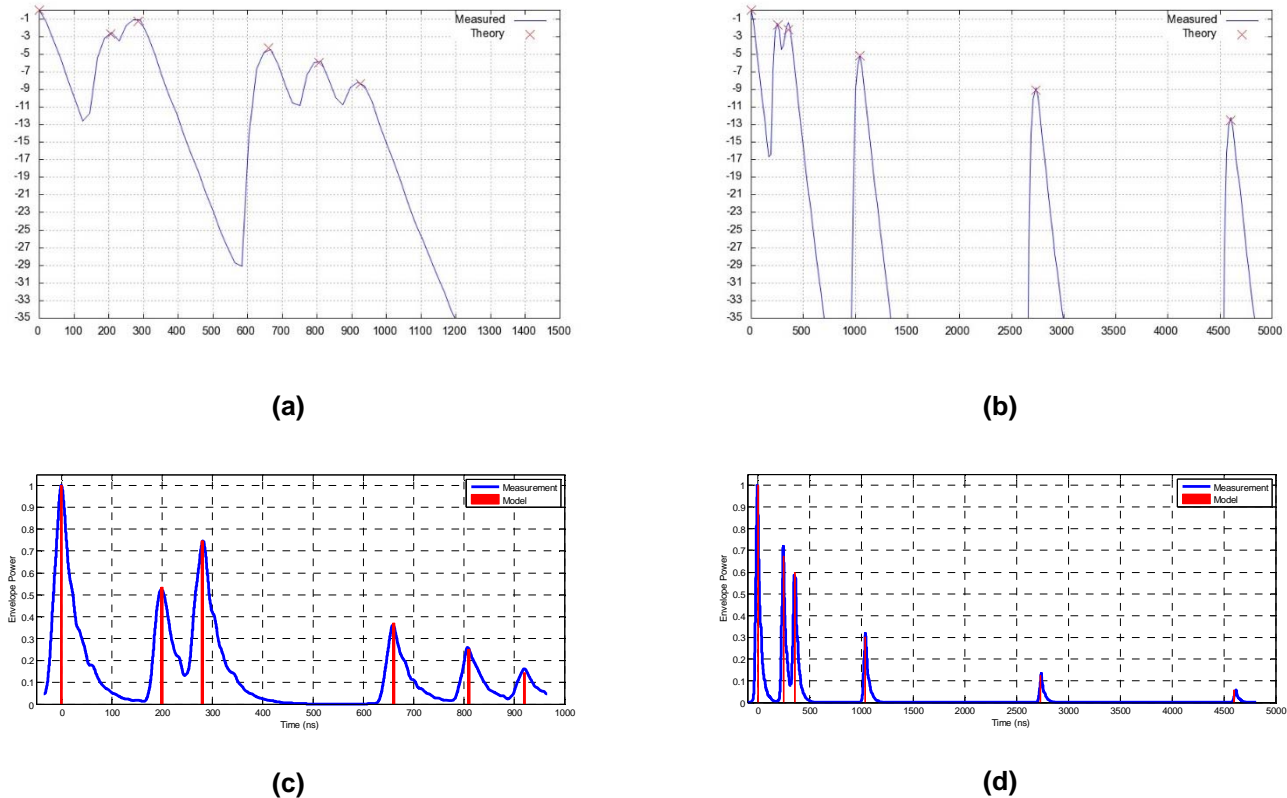 -1
-3
-5
-7
-9
-11
-13
-15
-17
-19
-21
-23
-25
-27
-29
-31
-33
-35
0 100 200 300 400 500 600 700 800 900 1000 1100 1200 1300 1400 1500
Measured
Theory
(a)
-1
-3
-5
-7
-9
-11
-13
-15
-17
-19
-21
-23
-25
-27
-29
-31
-33
-35
0 500 1000 1500 2000 2500 3000 3500 4000 4500 5000
Measured
Theory
(b)
1
0.9
0.8
0.7
0.6
0.5
0.4
0.3
0.2
0.1
0
Envelope Power
0 100 200 300 400 500 600 700 800 900 1000
Time (ns)
Measurement
Model
(c)
1
0.9
0.8
0.7
0.6
0.5
0.4
0.3
0.2
0.1
0
Envelope Power
0 500 1000 1500 2000 2500 3000 3500 4000 4500 5000
Time (ns)
Measurement
Model
(d)